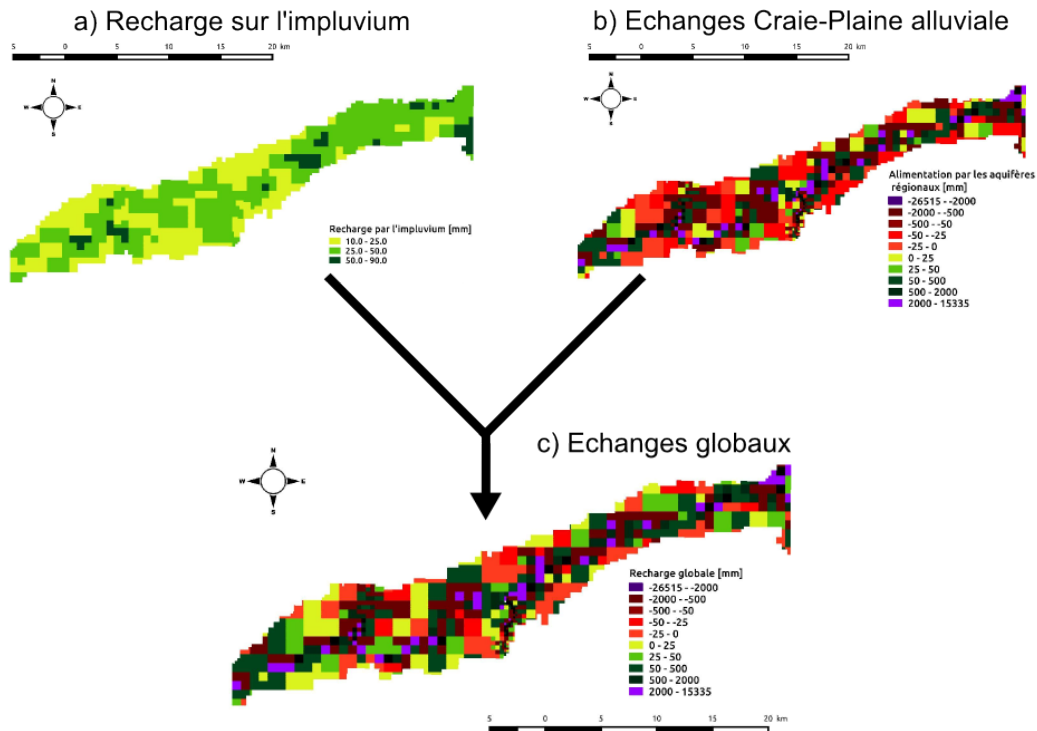 a) Recharge sur l'impluvium
b) Echanges Craie-Plaine alluviale
5 0 5 10 15 20 km
5 0 5 10 15 20 km
N
W E
S
N
W E
Recharge par l'impluvium [mm]
10.0 - 25.0
25.0 - 50.0
50.0 - 90.0
Alimentation par les aquifères
régionaux [mm]
-26515 - -2000
-2000 - -500
-500 - -50
-50 - -25
-25 - 0
0 - 25
25 - 50
50 - 500
500 - 2000
2000 - 15335
c) Echanges globaux
N
W E
S
Recharge globale [mm]
-26515 - -2000
-2000 - -500
-500 - -50
-50 - -25
-25 - 0
0 - 25
25 - 50
50 - 500
500 - 2000
2000 - 15335
5 0 5 10 15 20 km